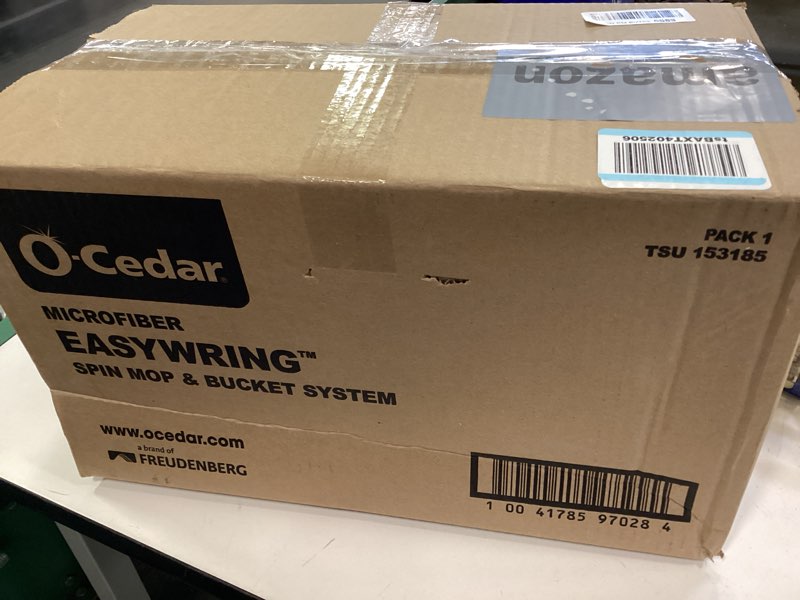 amazon
tsBAXT402506
O-Cedar
PACK 1
TSU 153185
MICROFIBER
EASYWRING™
SPIN MOP & BUCKET SYSTEM
www.ocedar.com
a brand of
FREUDENBERG
1 00 41785 97028 4